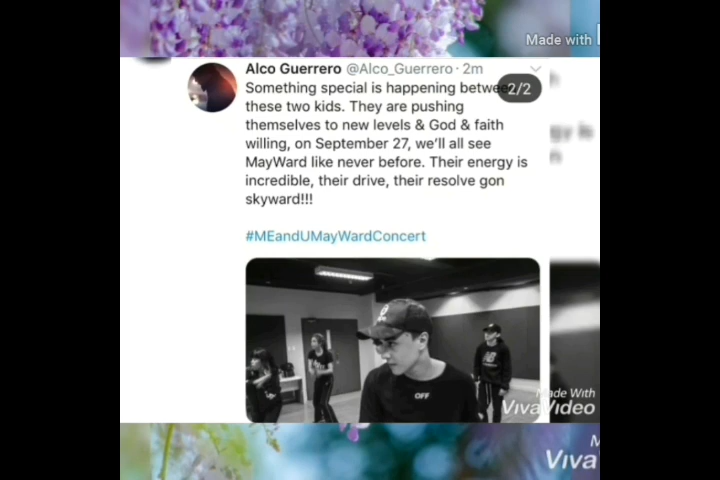 Made with
Alco Guerrero @Alco_Guerrero · 2m
Something special is happening
2/2
these two kids. They are pushing
themselves to new levels & God & faith
willing, on September 27, we'll all see
MayWard like never before. Their energy is
incredible, their drive, their resolve gon
skyward!!!
#MEandUMayWardConcert
OFF
Made With
VivaVideo
Viva